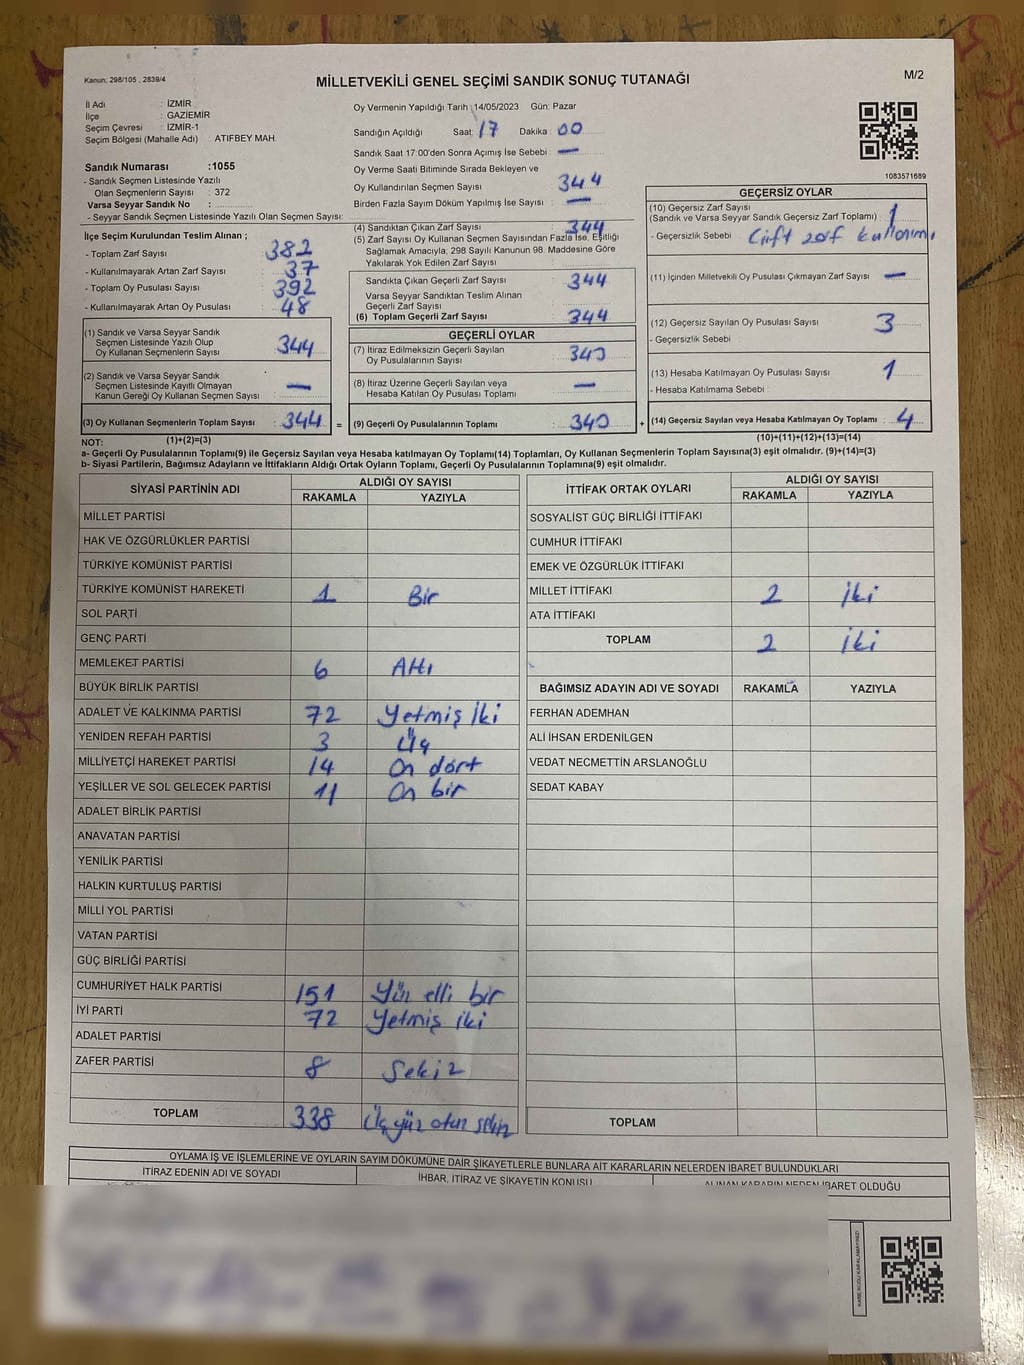 Kanun: 298/105 , 2839/4
MİLLETVEKİLİ GENEL SEÇİMİ SANDIK SONUÇ TUTANAĞI
M/2
İl Adı : İZMİR
İlçe : GAZİEMİR
Seçim Çevresi : İZMİR-1
Seçim Bölgesi (Mahalle Adı) : ATIFBEY MAH.
Sandık Numarası :1055
- Sandık Seçmen Listesinde Yazılı
Olan Seçmenlerin Sayısı : 372
Varsa Seyyar Sandık No :
- Seyyar Sandık Seçmen Listesinde Yazılı Olan Seçmen Sayısı:
İlçe Seçim Kurulundan Teslim Alınan ;
- Toplam Zarf Sayısı : 382
- Kullanılmayarak Artan Zarf Sayısı : 37
- Toplam Oy Pusulası Sayısı : 392
- Kullanılmayarak Artan Oy Pusulası : 48
(1) Sandık ve Varsa Seyyar Sandık
Seçmen Listesinde Yazılı Olup
Oy Kullanan Seçmenlerin Sayısı : 344
(2) Sandık ve Varsa Seyyar Sandık
Seçmen Listesinde Kayıtlı Olmayan
Kanun Gereği Oy Kullanan Seçmen Sayısı : —
(3) Oy Kullanan Seçmenlerin Toplam Sayısı : 344 =
(1)+(2)=(3)
Oy Vermenin Yapıldığı Tarih : 14/05/2023 Gün: Pazar
Sandığın Açıldığı Saat: 17 Dakika : 00
Sandık Saat 17:00'den Sonra Açımış İse Sebebi : —
Oy Verme Saati Bitiminde Sırada Bekleyen ve
Oy Kullandırılan Seçmen Sayısı : 344
Birden Fazla Sayım Döküm Yapılmış İse Sayısı : —
(4) Sandıktan Çıkan Zarf Sayısı : 344
(5) Zarf Sayısı Oy Kullanan Seçmen Sayısından Fazla İse, Eşitliği
Sağlamak Amacıyla, 298 Sayılı Kanunun 98. Maddesine Göre
Yakılarak Yok Edilen Zarf Sayısı :
Sandıkta Çıkan Geçerli Zarf Sayısı : 344
Varsa Seyyar Sandıktan Teslim Alınan
Geçerli Zarf Sayısı :
(6) Toplam Geçerli Zarf Sayısı : 344
GEÇERLİ OYLAR
(7) İtiraz Edilmeksizin Geçerli Sayılan
Oy Pusulalarının Sayısı : 340
(8) İtiraz Üzerine Geçerli Sayılan veya
Hesaba Katılan Oy Pusulası Toplamı : —
(9) Geçerli Oy Pusulalarının Toplamı : 340 +
1083571689
GEÇERSİZ OYLAR
(10) Geçersiz Zarf Sayısı
(Sandık ve Varsa Seyyar Sandık Geçersiz Zarf Toplamı) : 1
- Geçersizlik Sebebi : Çift zarf kullanımı
(11) İçinden Milletvekili Oy Pusulası Çıkmayan Zarf Sayısı : —
(12) Geçersiz Sayılan Oy Pusulası Sayısı : 3
- Geçersizlik Sebebi :
(13) Hesaba Katılmayan Oy Pusulası Sayısı : 1
- Hesaba Katılmama Sebebi :
(14) Geçersiz Sayılan veya Hesaba Katılmayan Oy Toplamı : 4
(10)+(11)+(12)+(13)=(14)
NOT:
a- Geçerli Oy Pusulalarının Toplamı(9) ile Geçersiz Sayılan veya Hesaba katılmayan Oy Toplamı(14) Toplamları, Oy Kullanan Seçmenlerin Toplam Sayısına(3) eşit olmalıdır. (9)+(14)=(3)
b- Siyasi Partilerin, Bağımsız Adayların ve İttifakların Aldığı Ortak Oyların Toplamı, Geçerli Oy Pusulalarının Toplamına(9) eşit olmalıdır.
SİYASİ PARTİNİN ADI ALDIĞI OY SAYISI
RAKAMLA YAZIYLA
MİLLET PARTİSİ
HAK VE ÖZGÜRLÜKLER PARTİSİ
TÜRKİYE KOMÜNİST PARTİSİ
TÜRKİYE KOMÜNİST HAREKETİ 1 Bir
SOL PARTİ
GENÇ PARTİ
MEMLEKET PARTİSİ 6 Altı
BÜYÜK BİRLİK PARTİSİ
ADALET VE KALKINMA PARTİSİ 72 Yetmiş iki
YENİDEN REFAH PARTİSİ 3 Üç
MİLLİYETÇİ HAREKET PARTİSİ 14 On dört
YEŞİLLER VE SOL GELECEK PARTİSİ 11 On bir
ADALET BİRLİK PARTİSİ
ANAVATAN PARTİSİ
YENİLİK PARTİSİ
HALKIN KURTULUŞ PARTİSİ
MİLLİ YOL PARTİSİ
VATAN PARTİSİ
GÜÇ BİRLİĞİ PARTİSİ
CUMHURİYET HALK PARTİSİ 151 Yüz elli bir
İYİ PARTİ 72 Yetmiş iki
ADALET PARTİSİ
ZAFER PARTİSİ 8 Sekiz
TOPLAM 338 Üç yüz otuz sekiz
İTTİFAK ORTAK OYLARI ALDIĞI OY SAYISI
RAKAMLA YAZIYLA
SOSYALİST GÜÇ BİRLİĞİ İTTİFAKI
CUMHUR İTTİFAKI
EMEK VE ÖZGÜRLÜK İTTİFAKI
MİLLET İTTİFAKI 2 İki
ATA İTTİFAKI
TOPLAM 2 İki
BAĞIMSIZ ADAYIN ADI VE SOYADI RAKAMLA YAZIYLA
FERHAN ADEMHAN
ALİ İHSAN ERDENİLGEN
VEDAT NECMETTİN ARSLANOĞLU
SEDAT KABAY
TOPLAM
OYLAMA İŞ VE İŞLEMLERİNE VE OYLARIN SAYIM DÖKÜMÜNE DAİR ŞİKAYETLERLE BUNLARA AİT KARARLARIN NELERDEN İBARET BULUNDUKLARI
İTİRAZ EDENİN ADI VE SOYADI İHBAR, İTİRAZ VE ŞİKAYETİN KONUSU ALINAN KARARIN NEDEN İBARET OLDUĞU